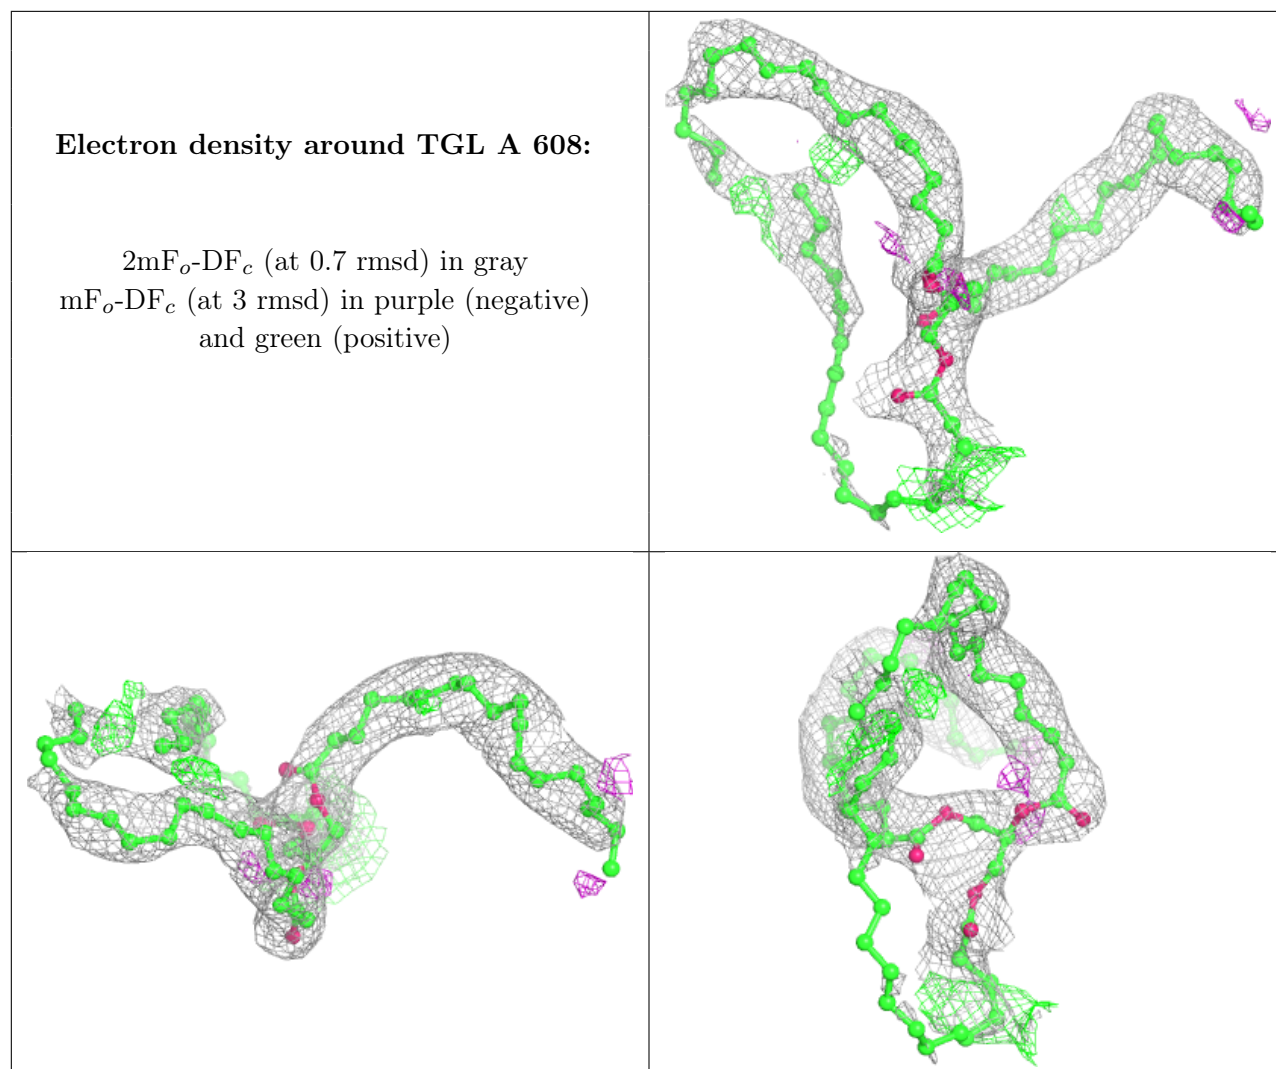 Electron density around TGL A 608:
2mFo-DFc (at 0.7 rmsd) in gray
mFo-DFc (at 3 rmsd) in purple (negative)
and green (positive)